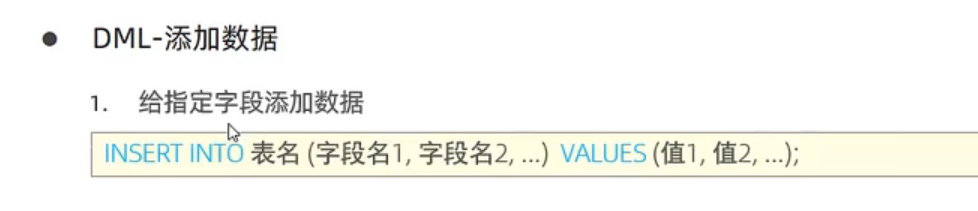 ● DML-添加数据
1. 给指定字段添加数据
INSERT INTO 表名 (字段名1, 字段名2, ...) VALUES (值1, 值2, ...);